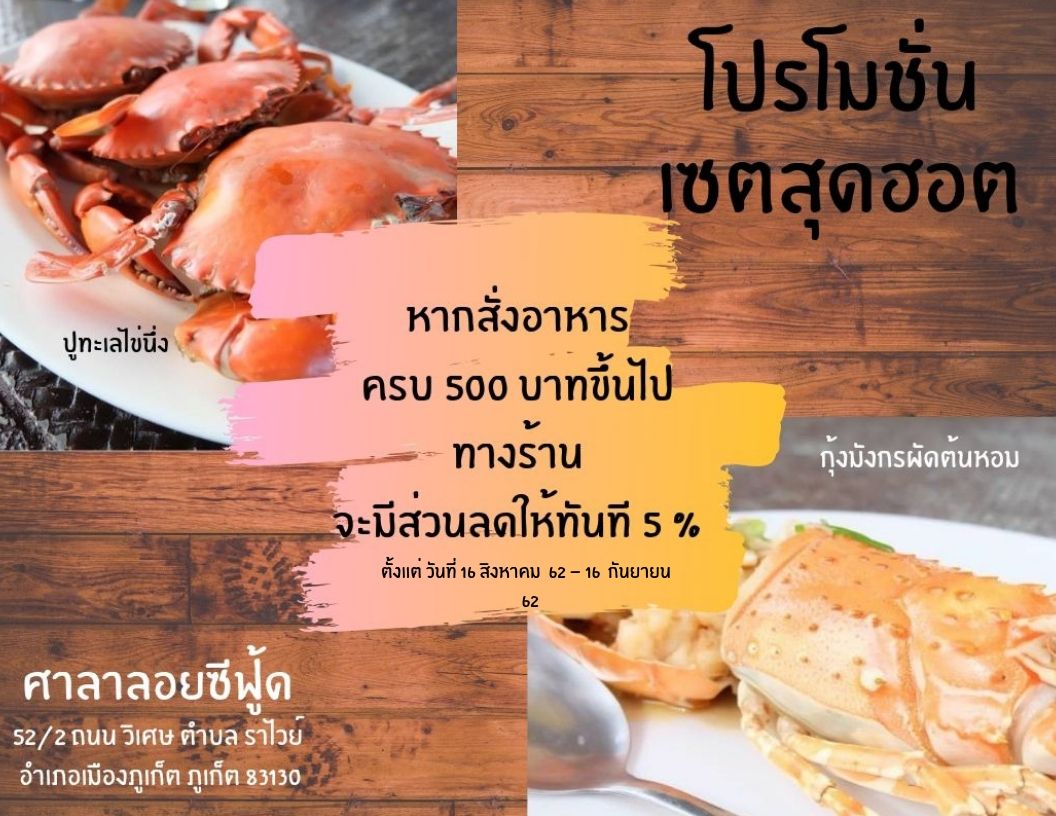 โปรโมชั่น
เซตสุดฮอต
ปูทะเลไข่นึ่ง
หากสั่งอาหาร
ครบ 500 บาทขึ้นไป
ทางร้าน
จะมีส่วนลดให้ทันที 5 %
ตั้งแต่ วันที่ 16 สิงหาคม 62 – 16 กันยายน
62
กุ้งมังกรผัดต้นหอม
ศาลาลอยซีฟู้ด
52/2 ถนน วิเศษ ตำบล ราไวย์
อำเภอเมืองภูเก็ต ภูเก็ต 83130